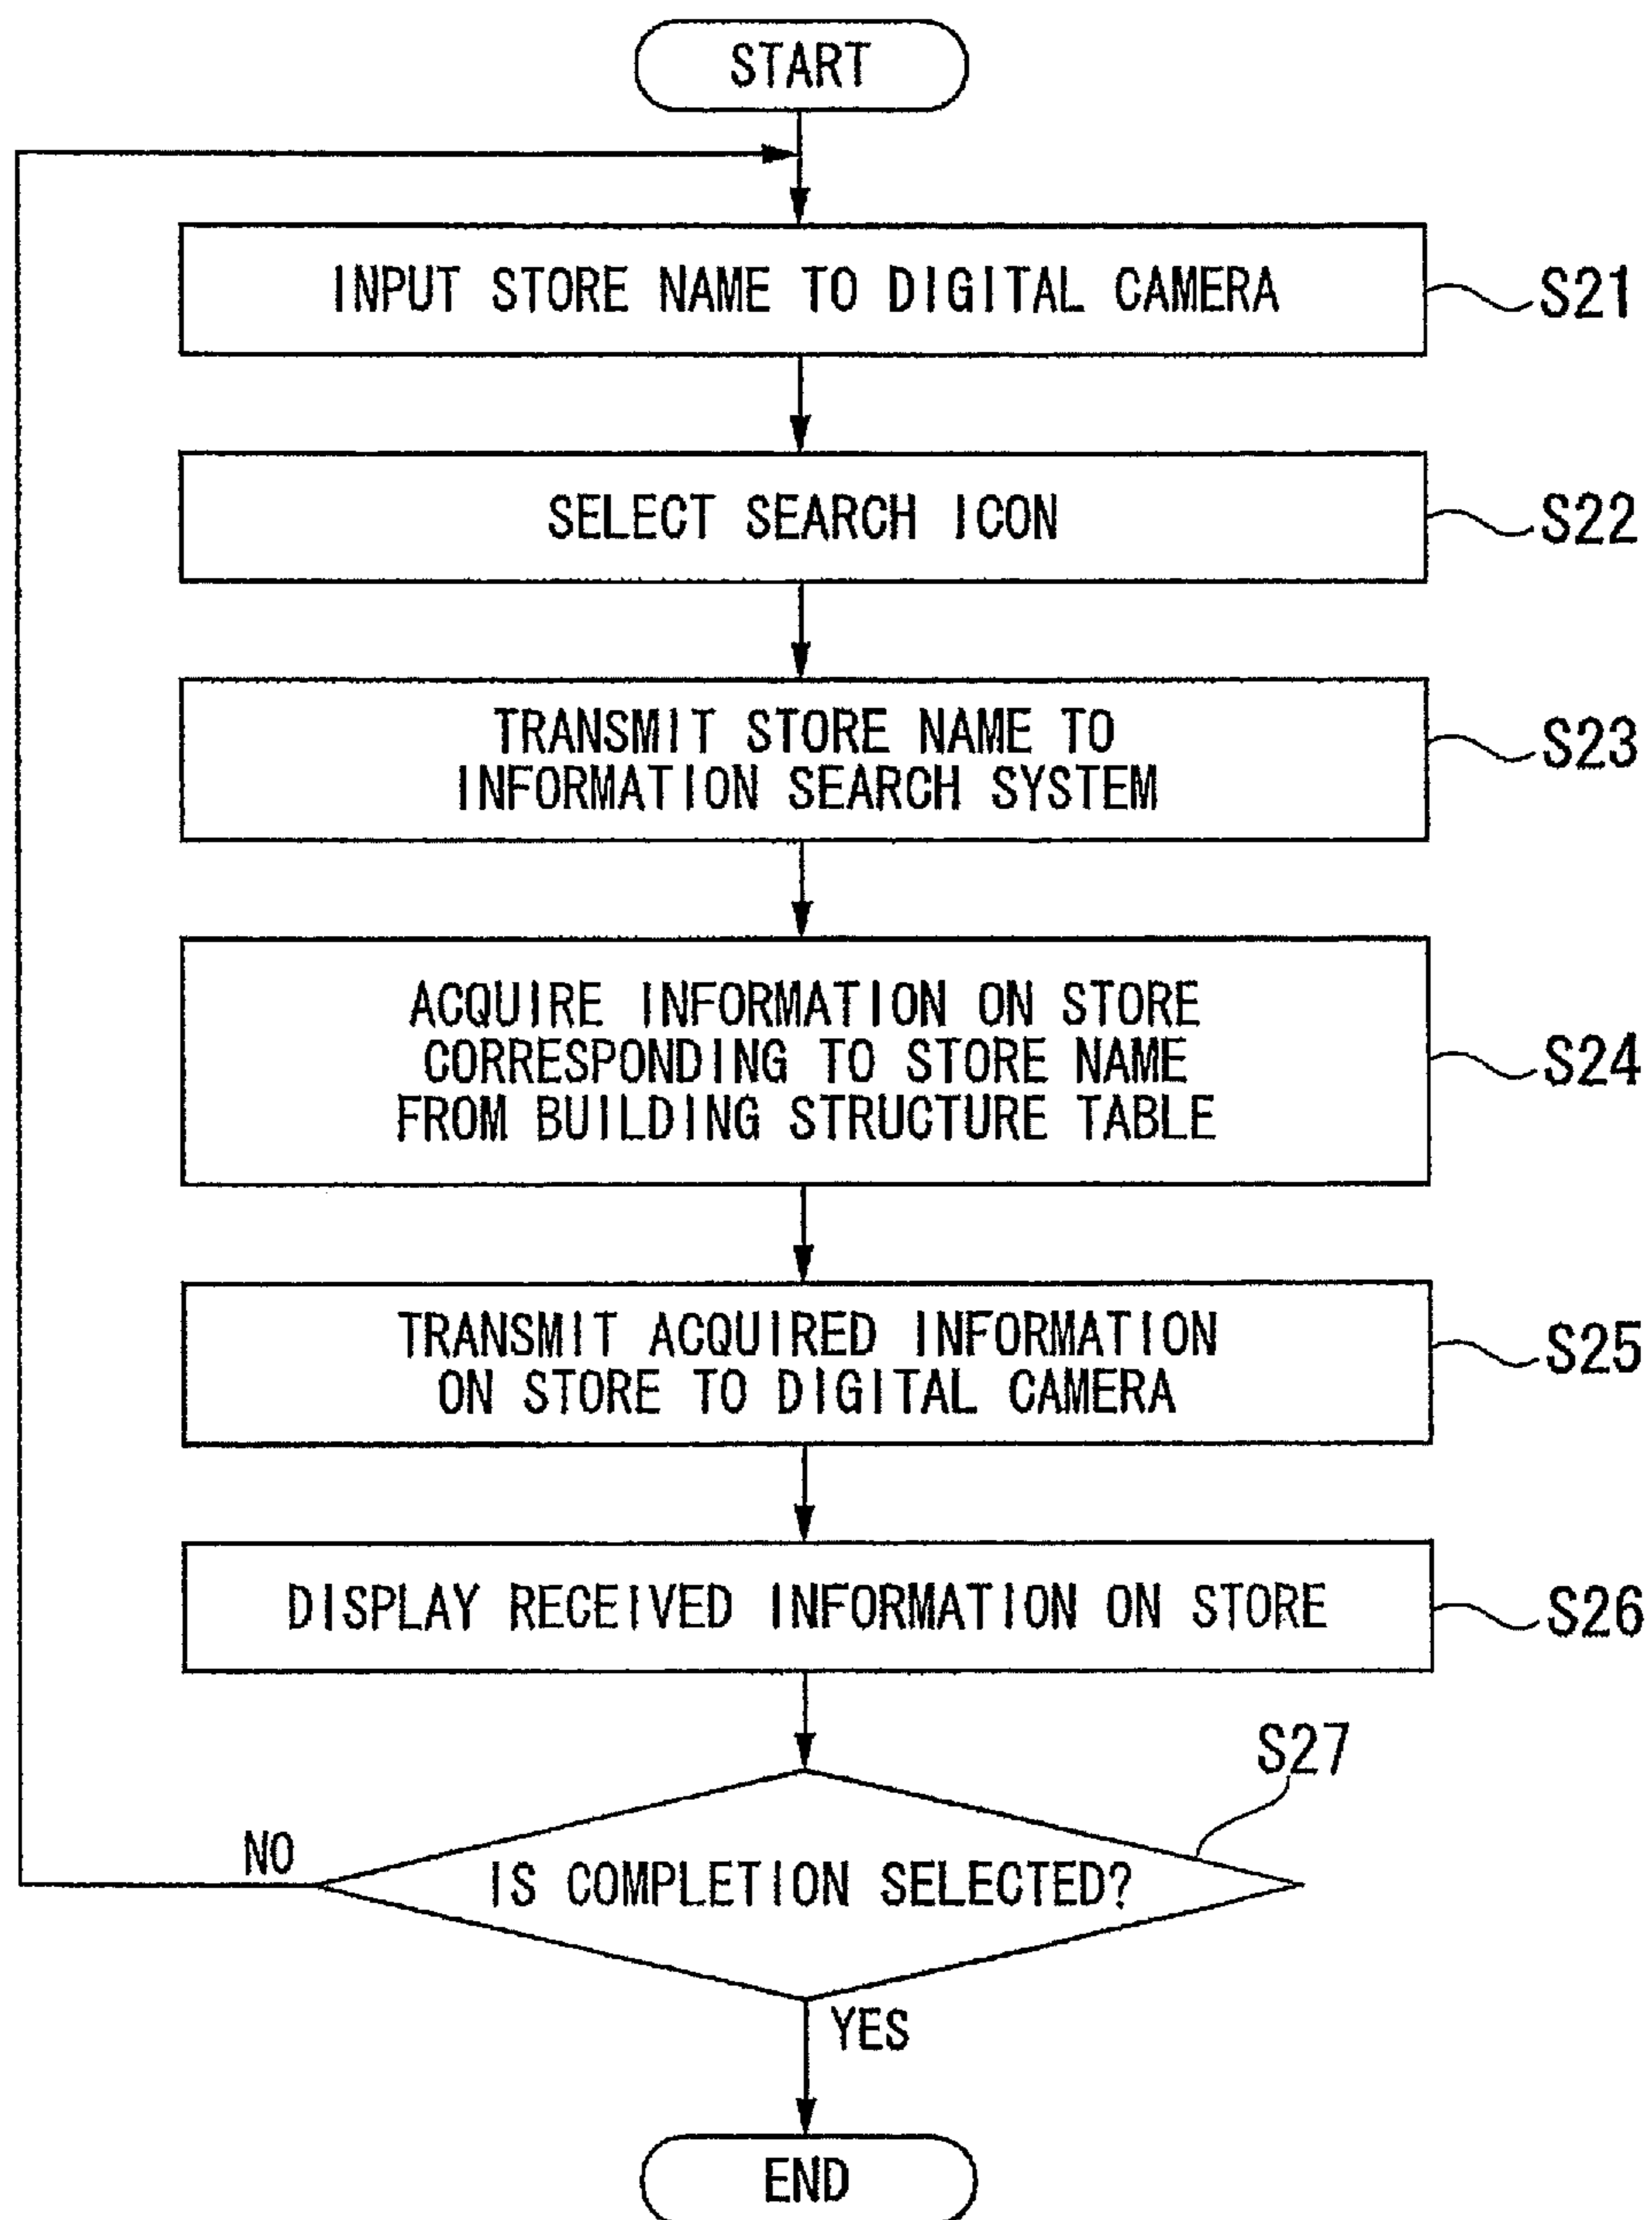 START
INPUT STORE NAME TO DIGITAL CAMERA
S21
SELECT SEARCH ICON
S22
TRANSMIT STORE NAME TO
INFORMATION SEARCH SYSTEM
S23
ACQUIRE INFORMATION ON STORE
CORRESPONDING TO STORE NAME
FROM BUILDING STRUCTURE TABLE
S24
TRANSMIT ACQUIRED INFORMATION
ON STORE TO DIGITAL CAMERA
S25
DISPLAY RECEIVED INFORMATION ON STORE
S26
S27
NO
IS COMPLETION SELECTED?
YES
END